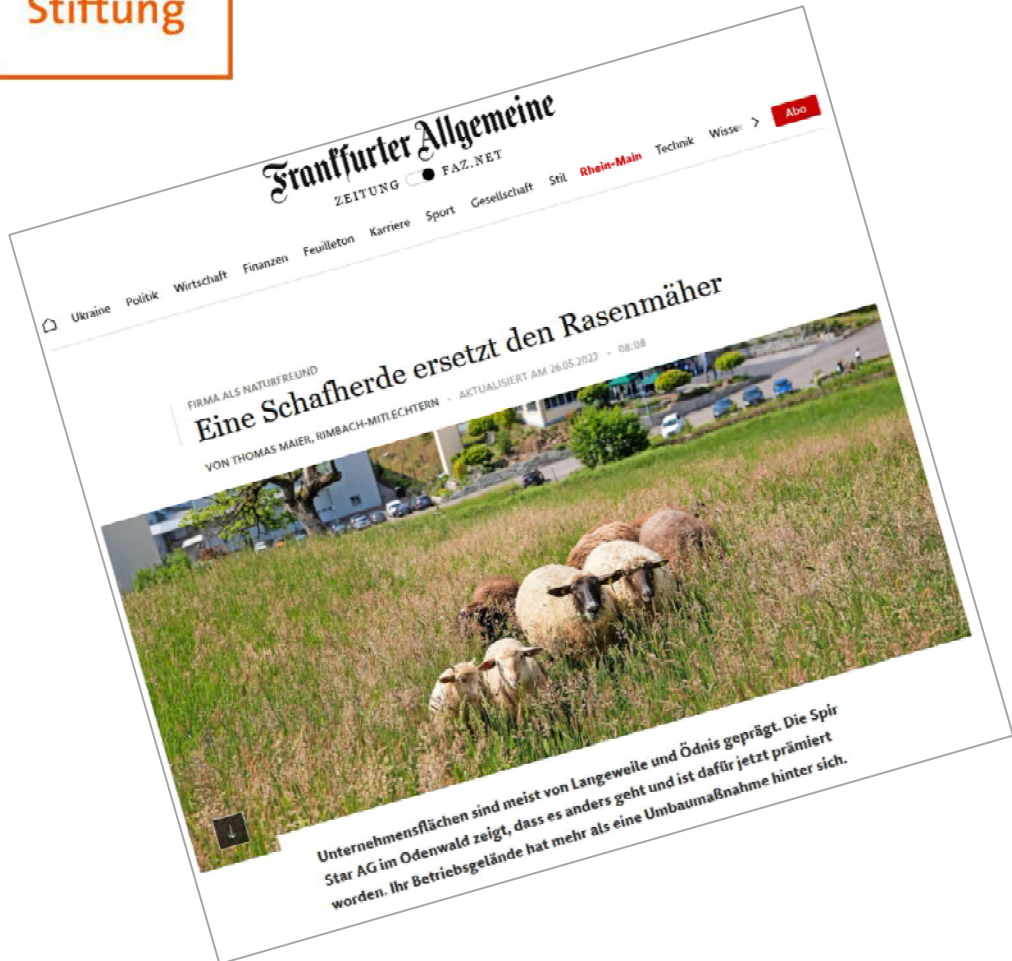 Stiftung
Frankfurter Allgemeine
ZEITUNG FAZ.NET
Ukraine Politik Wirtschaft Finanzen Feuilleton Karriere Sport Gesellschaft Stil Rhein-Main Technik Wisse Abo
FIRMA ALS NATURFREUND
Eine Schafherde ersetzt den Rasenmäher
VON THOMAS MAIER, RIMBACH-MITLECHTERN - AKTUALISIERT AM 26.05.2023 - 08:08
Unternehmensflächen sind meist von Langeweile und Ödnis geprägt. Die Spir
Star AG im Odenwald zeigt, dass es anders geht und ist dafür jetzt prämiert
worden. Ihr Betriebsgelände hat mehr als eine Umbaumaßnahme hinter sich.